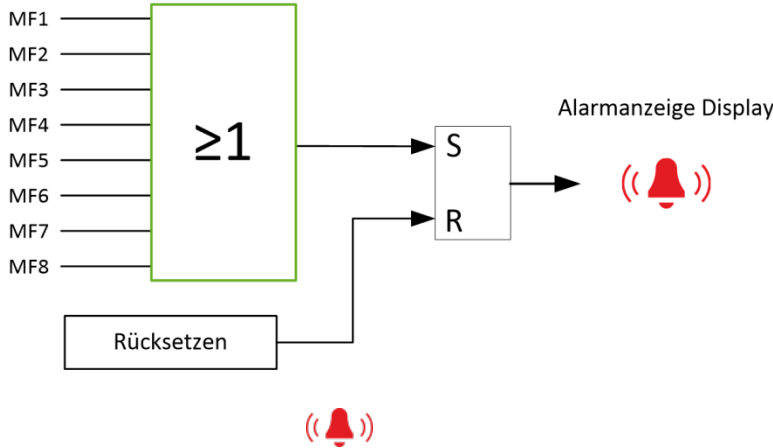 MF1
MF2
MF3
MF4
MF5
MF6
MF7
MF8
≥1
S
R
Alarmanzeige Display
Rücksetzen